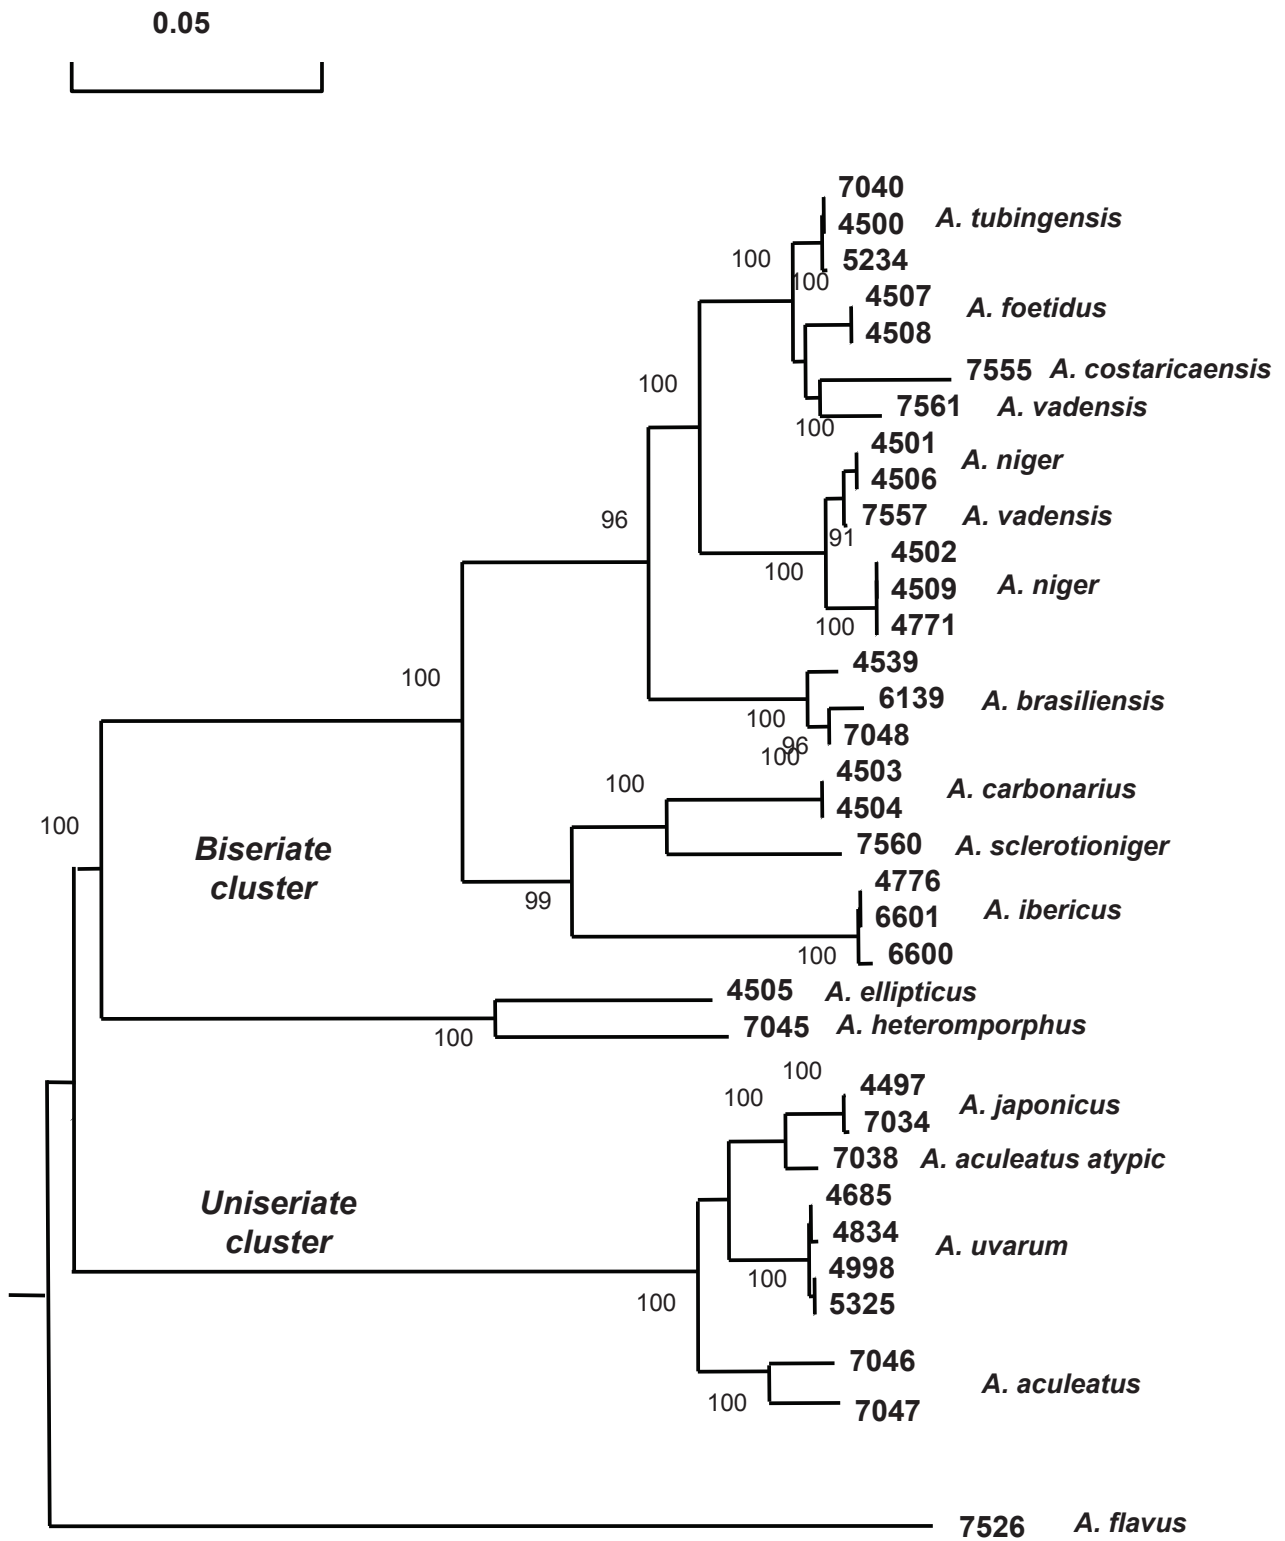 0.05
7040
4500 A. tubingensis
100
5234
100
4507
A. foetidus
4508
7555 A. costaricaensis
100
7561 A. vadensis
100
4501
A. niger
4506
96
7557 A. vadensis
91
4502
100
4509 A. niger
100 4771
4539
100
6139 A. brasiliensis
100
7048
96
100
4503
100
A. carbonarius
4504
100
7560 A. sclerotioniger
Biseriate
cluster
4776
99
6601 A. ibericus
100 6600
4505 A. ellipticus
7045 A. heteromporphus
100
100
4497
100
A. japonicus
7034
7038 A. aculeatus atypic
4685
Uniseriate
cluster
4834
A. uvarum
4998
100
5325
100
7046
A. aculeatus
100
7047
7526 A. flavus